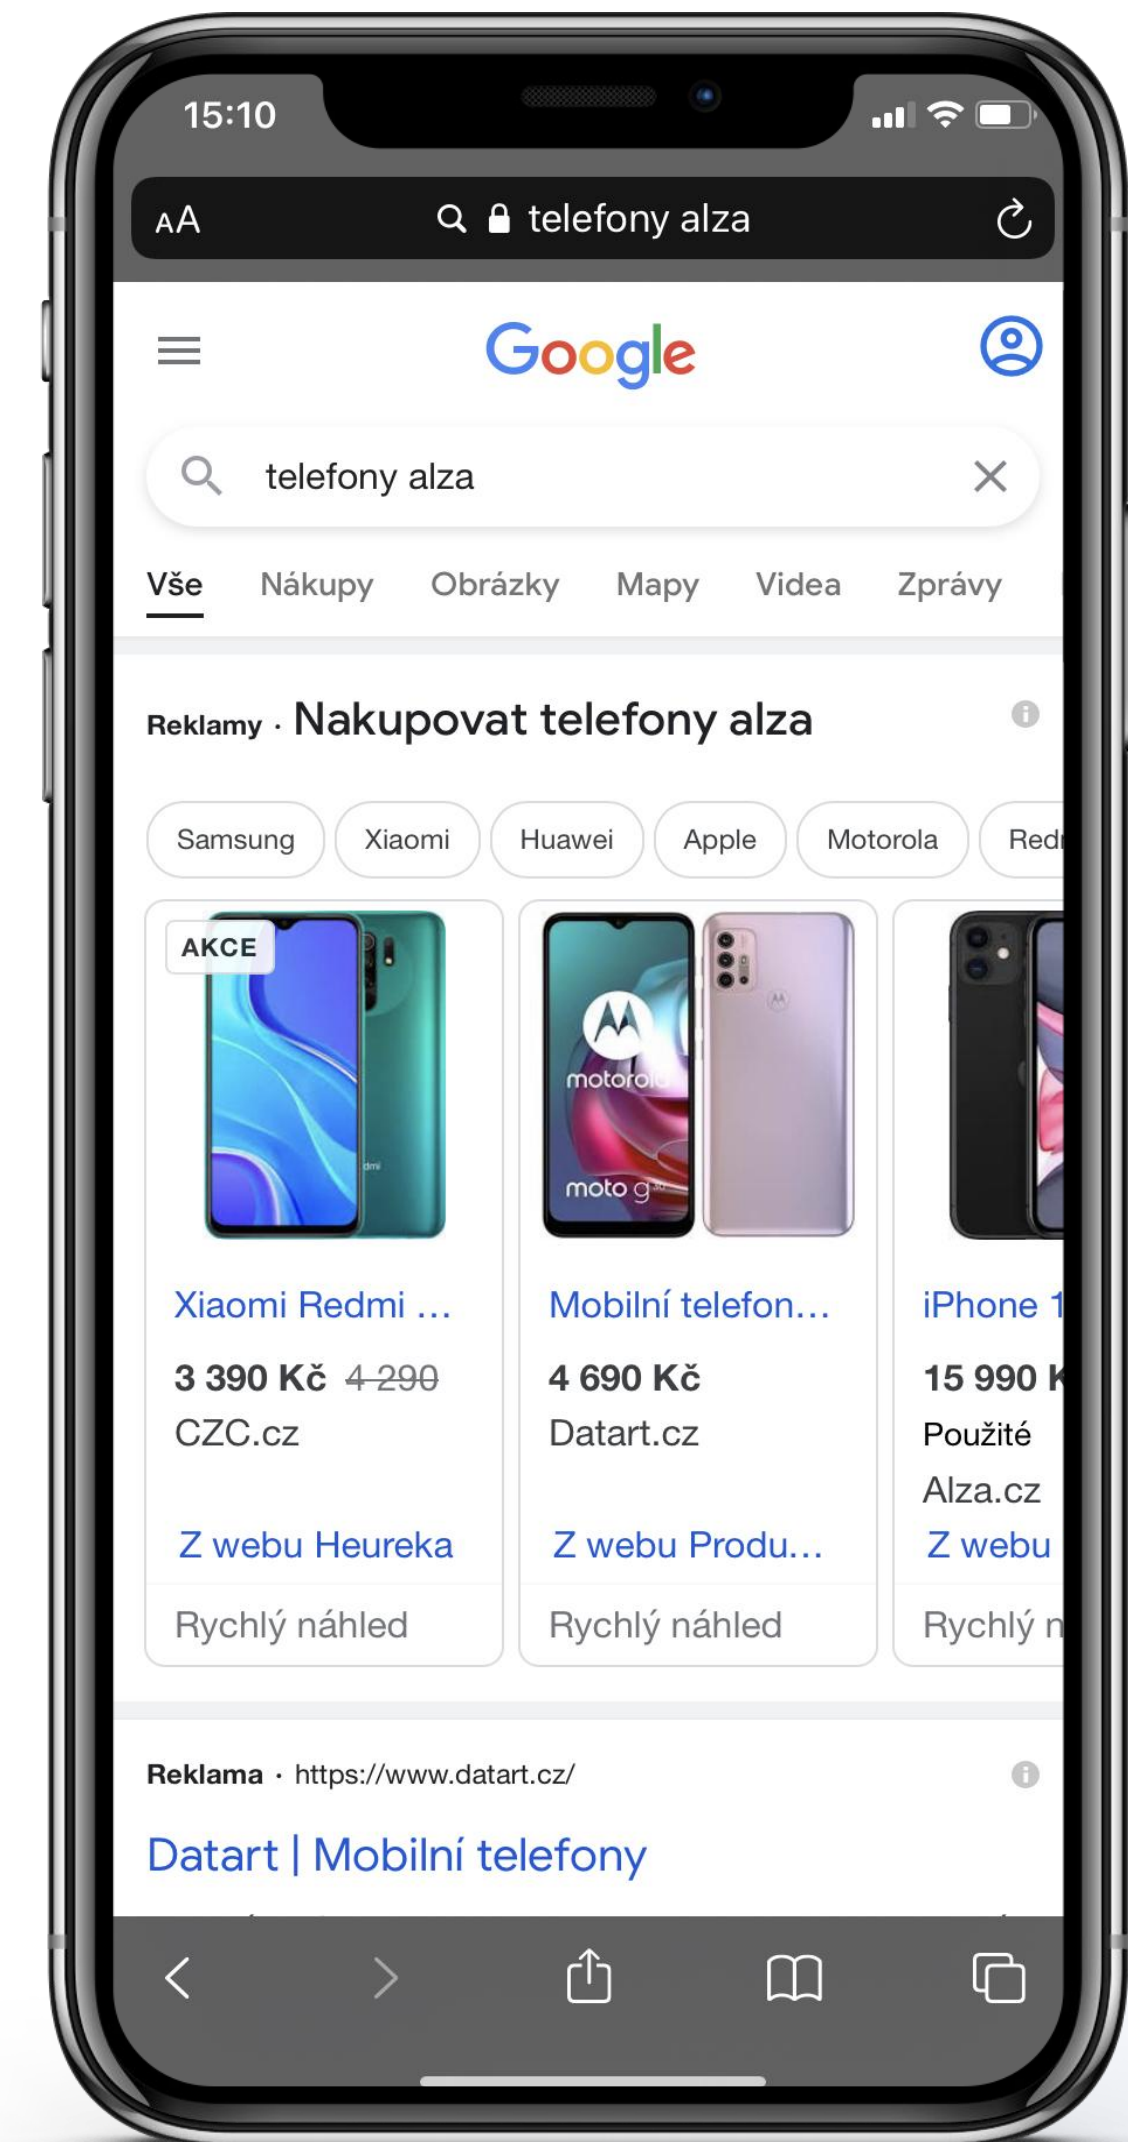 15:10
AA telefony alza
Google
telefony alza
Vše Nákupy Obrázky Mapy Videa Zprávy
Reklamy · Nakupovat telefony alza
Samsung Xiaomi Huawei Apple Motorola
AKCE
motorola
moto g
Xiaomi Redmi ... Mobilní telefon... iPhone
3 390 Kč 4 290 4 690 Kč 15 990
CZC.cz Datart.cz Použité
Alza.cz
Z webu Heureka Z webu Produ... Z webu
Rychlý náhled Rychlý náhled Rychlý
Reklama · https://www.datart.cz/
Datart | Mobilní telefony